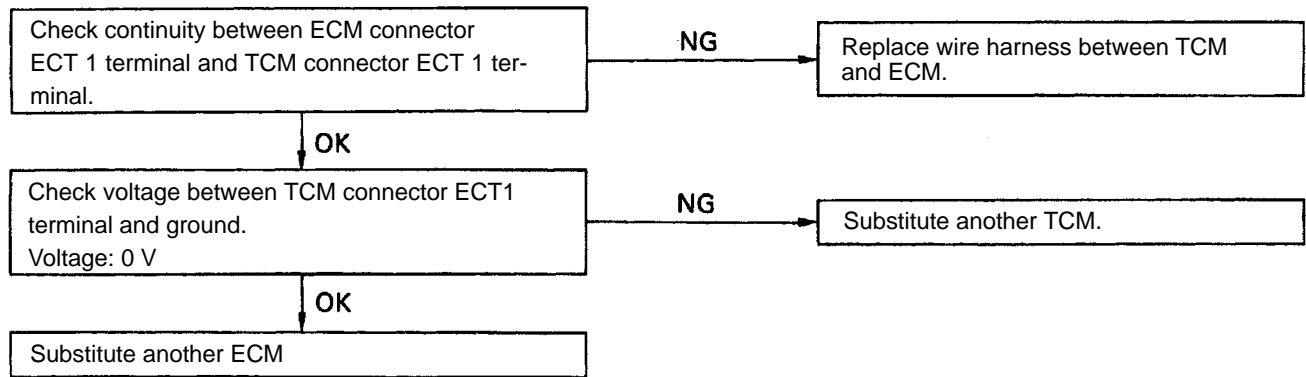 Check continuity between ECM connector
ECT 1 terminal and TCM connector ECT 1 ter-
minal.
NG
Replace wire harness between TCM
and ECM.
OK
Check voltage between TCM connector ECT1
terminal and ground.
Voltage: 0 V
NG
Substitute another TCM.
OK
Substitute another ECM